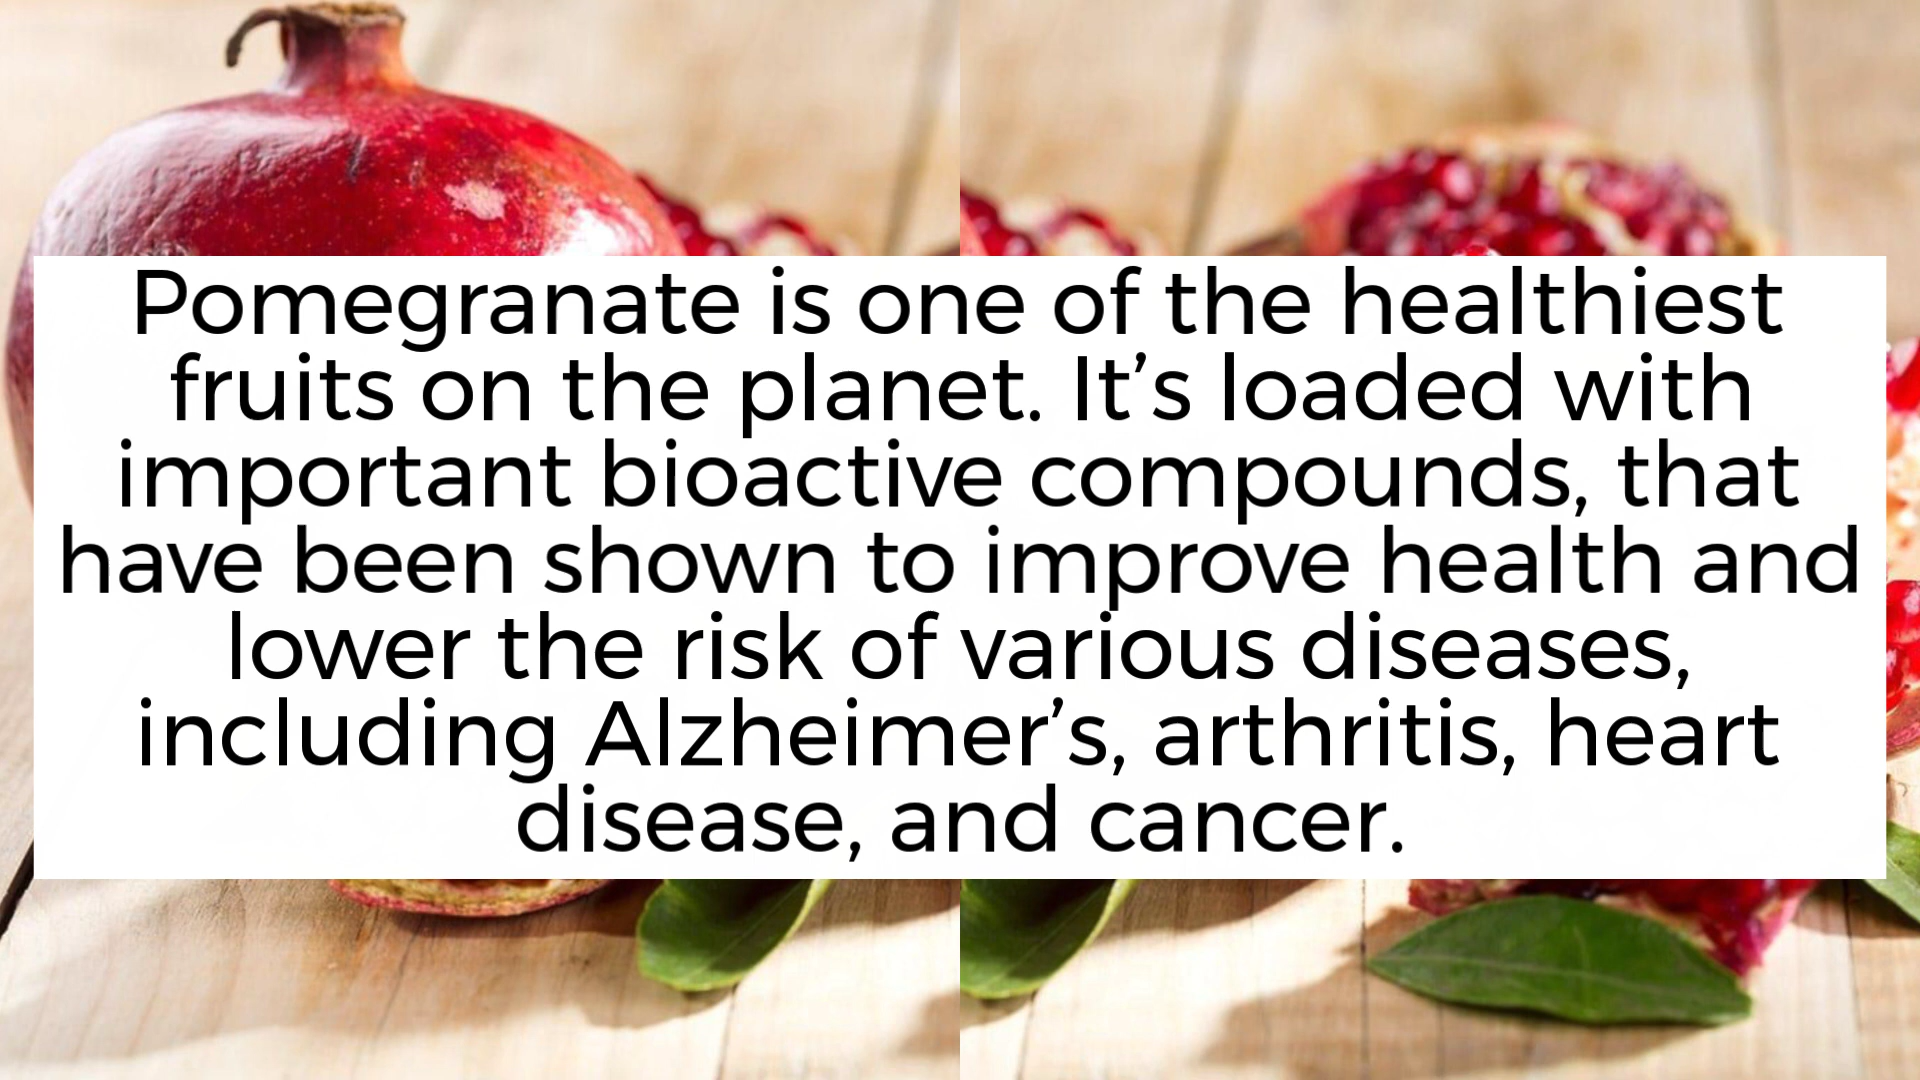 Pomegranate is one of the healthiest
fruits on the planet. It’s loaded with
important bioactive compounds, that
have been shown to improve health and
lower the risk of various diseases,
including Alzheimer’s, arthritis, heart
disease, and cancer.